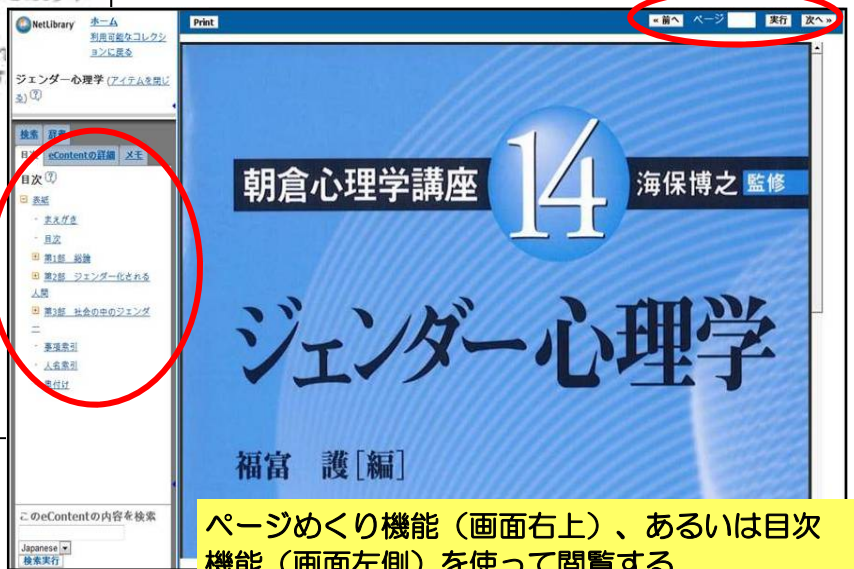 NetLibrary
ホーム
利用可能なコレクションに戻る
ジェンダー心理学 (アイテムを閉じる)
検索 辞書
目次 eContentの詳細 メモ
目次
表紙
まえがき
目次
第1部 総論
第2部 ジェンダー化される
人間
第3部 社会の中のジェンダ
ー
事項索引
人名索引
奥付け
このeContentの内容を検索
Japanese
検索実行
Print
«前へ ページ 実行 次へ»
朝倉心理学講座 14 海保博之 監修
ジェンダー心理学
福富 護[編]
ページめくり機能（画面右上）、あるいは目次
機能（画面左側）を使って閲覧する